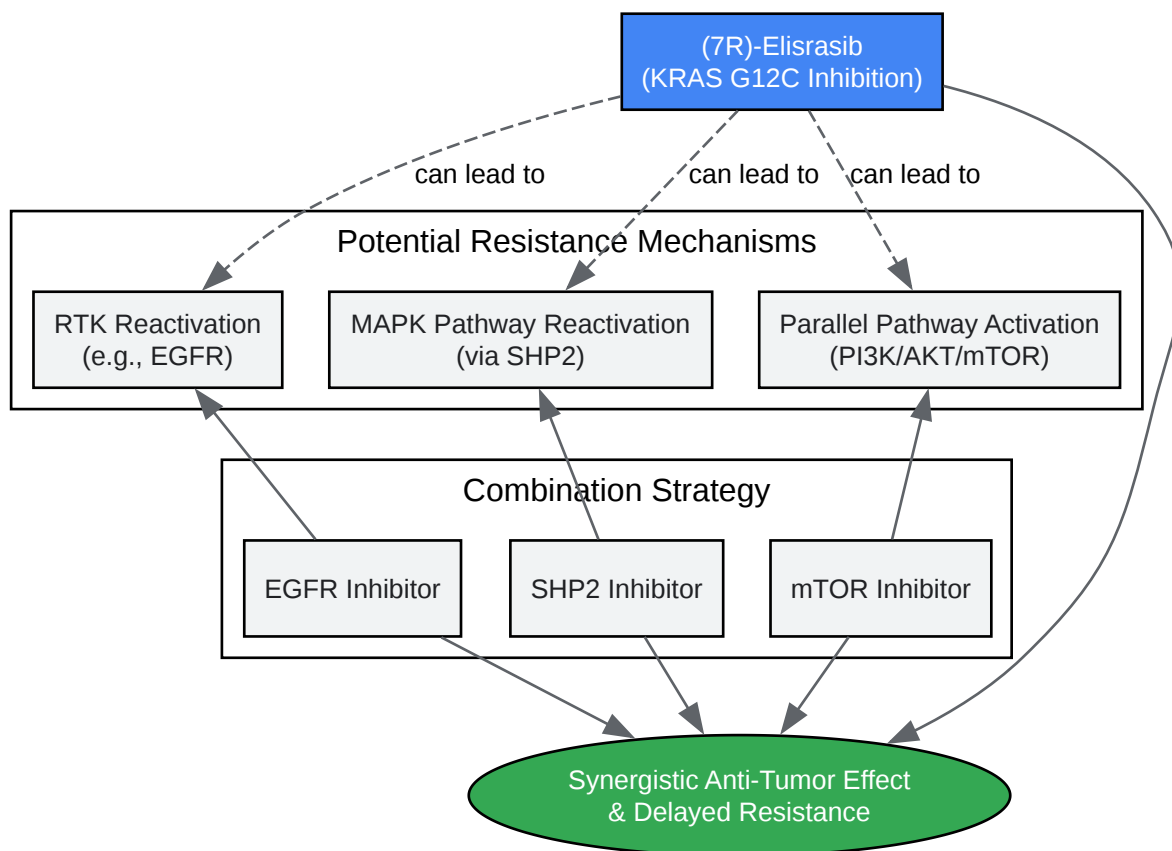 (7R)-Elisrasib
(KRAS G12C Inhibition)
can lead to
can lead to
can lead to
Potential Resistance Mechanisms
RTK Reactivation
(e.g., EGFR)
MAPK Pathway Reactivation
(via SHP2)
Parallel Pathway Activation
(PI3K/AKT/mTOR)
Combination Strategy
EGFR Inhibitor
SHP2 Inhibitor
mTOR Inhibitor
Synergistic Anti-Tumor Effect
& Delayed Resistance